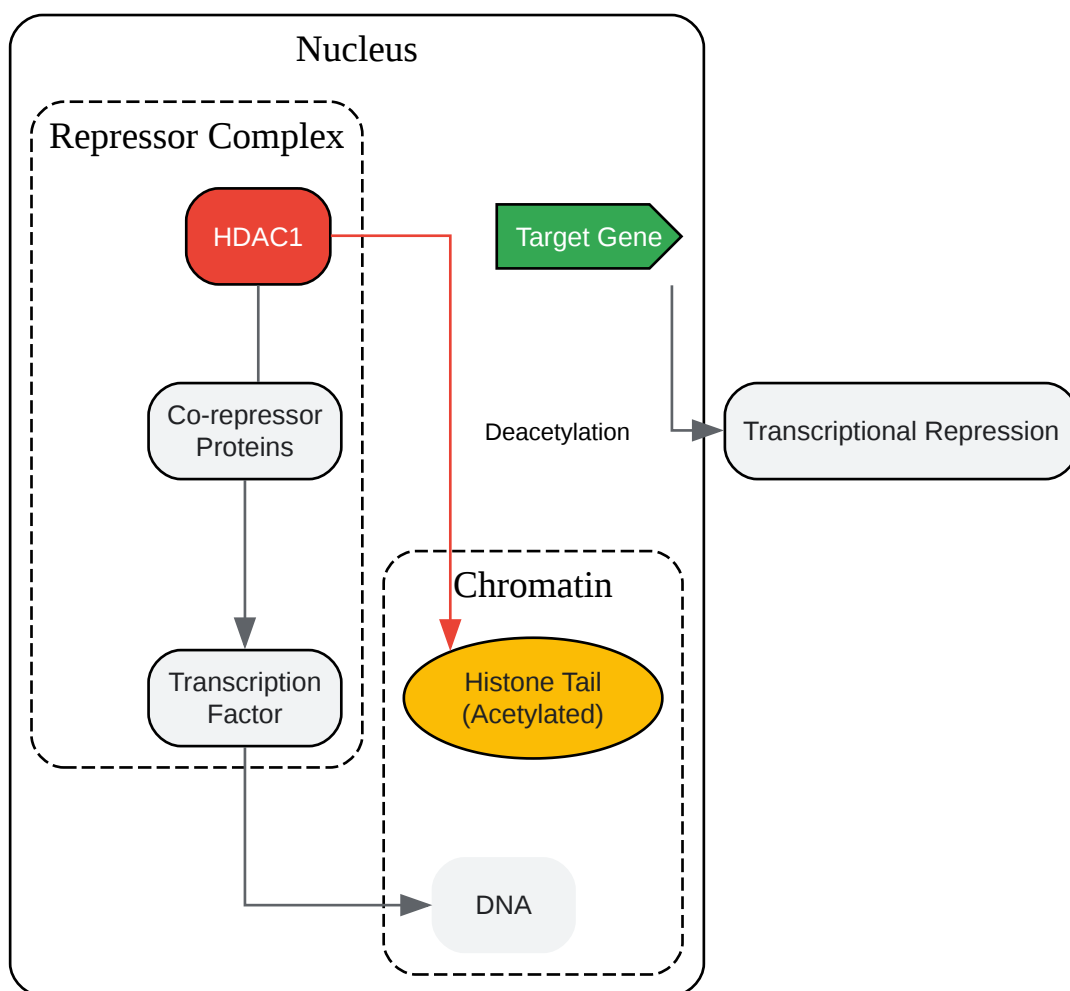 Nucleus
Repressor Complex
HDAC1
Target Gene
Co-repressor
Proteins
Deacetylation
Transcriptional Repression
Chromatin
Transcription
Factor
Histone Tail
(Acetylated)
DNA